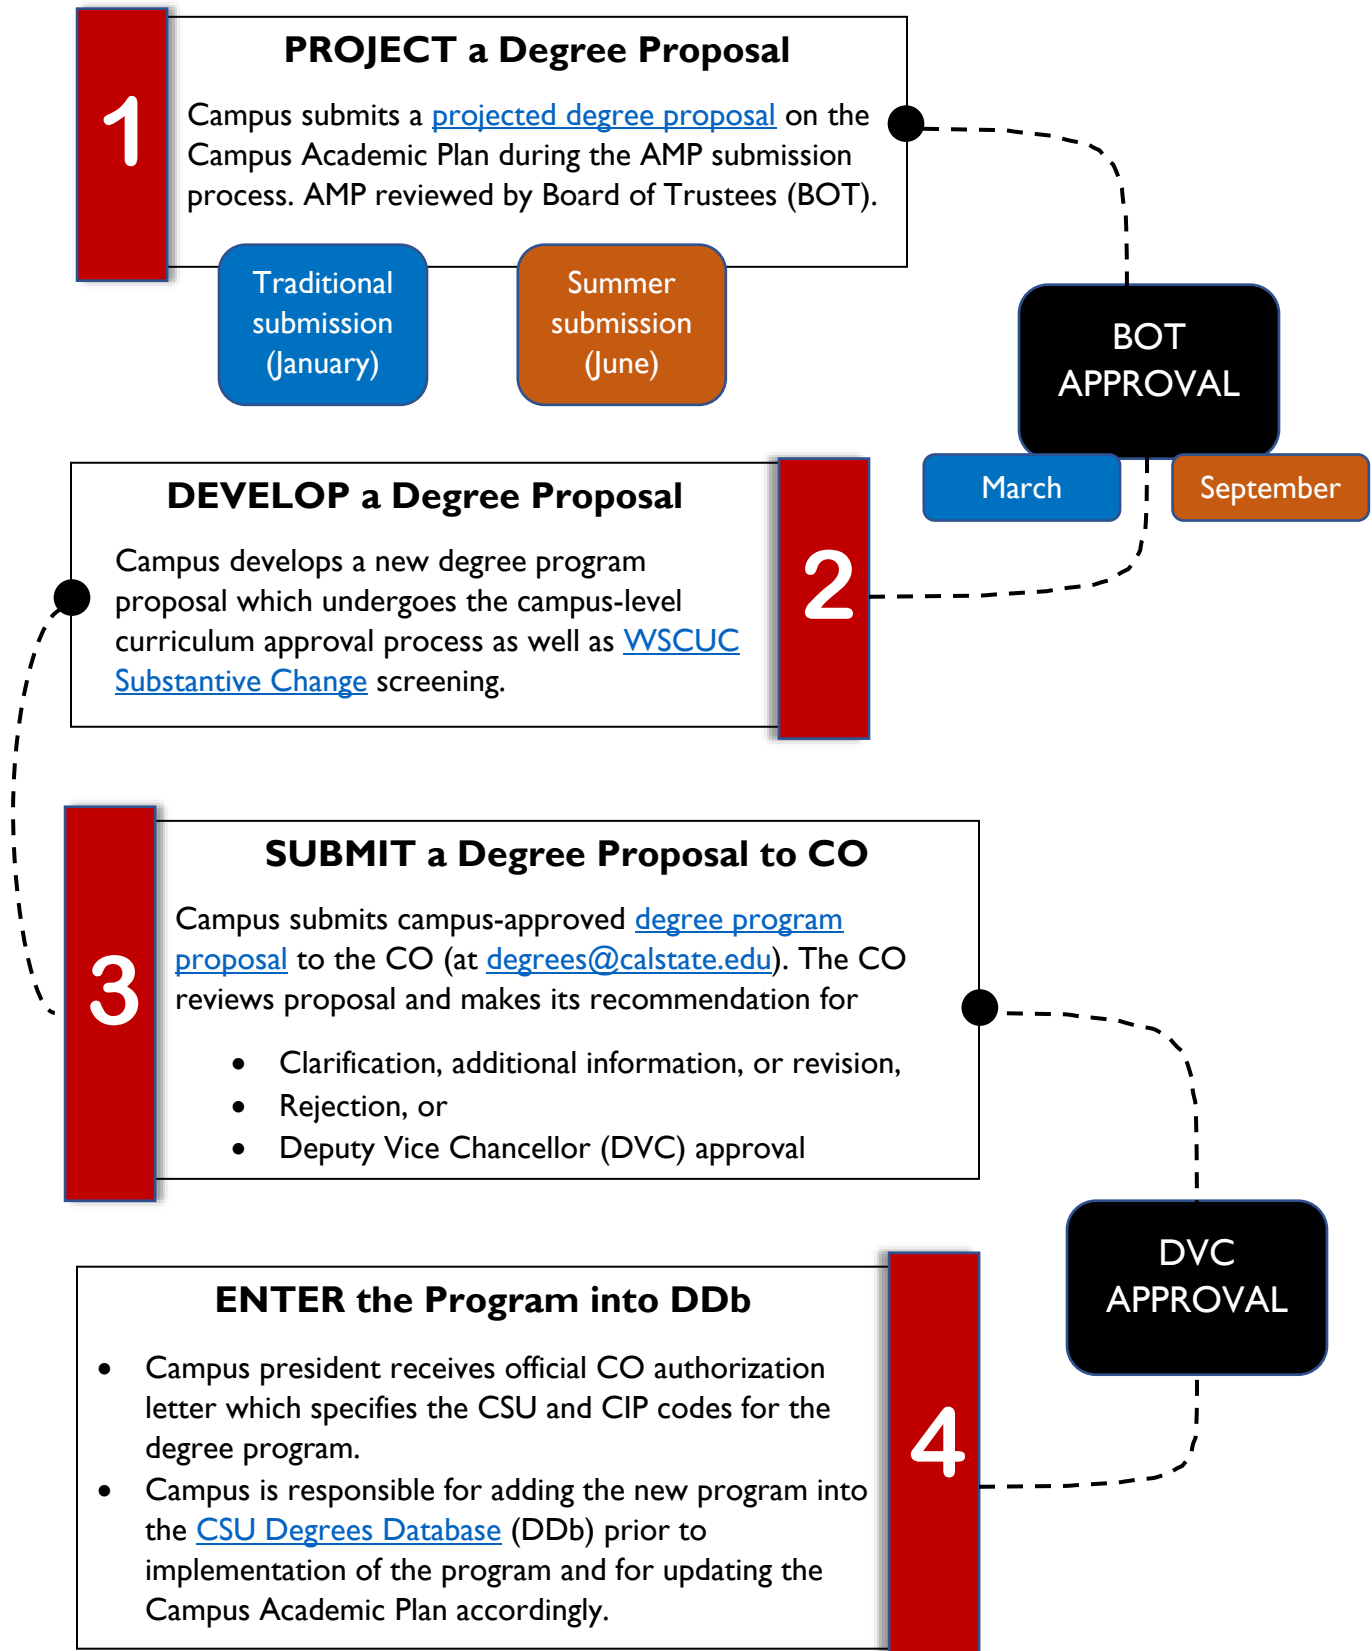 1
PROJECT a Degree Proposal
Campus submits a projected degree proposal on the
Campus Academic Plan during the AMP submission
process. AMP reviewed by Board of Trustees (BOT).
Traditional
submission
(January)
Summer
submission
(June)
BOT
APPROVAL
March
September
2
DEVELOP a Degree Proposal
Campus develops a new degree program
proposal which undergoes the campus-level
curriculum approval process as well as WSCUC
Substantive Change screening.
3
SUBMIT a Degree Proposal to CO
Campus submits campus-approved degree program
proposal to the CO (at degrees@calstate.edu). The CO
reviews proposal and makes its recommendation for
• Clarification, additional information, or revision,
• Rejection, or
• Deputy Vice Chancellor (DVC) approval
DVC
APPROVAL
4
ENTER the Program into DDb
• Campus president receives official CO authorization
letter which specifies the CSU and CIP codes for the
degree program.
• Campus is responsible for adding the new program into
the CSU Degrees Database (DDb) prior to
implementation of the program and for updating the
Campus Academic Plan accordingly.